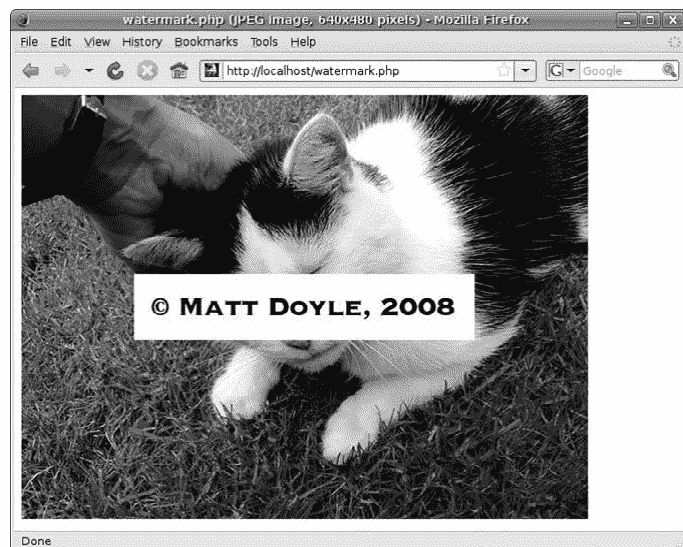 watermark.php (JPEG Image, 640x480 pixels) - Mozilla Firefox
File Edit View History Bookmarks Tools Help
http://localhost/watermark.php
G Google
© MATT DOYLE, 2008
Done